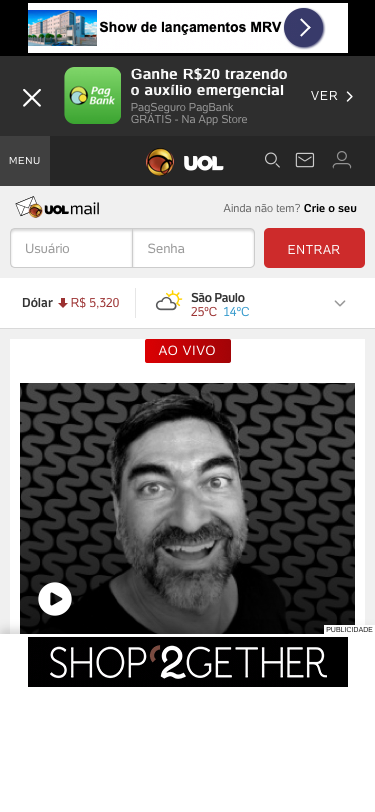 Show de lançamentos MRV
Pag
Bank
Ganhe R$20 trazendo
o auxílio emergencial
PagSeguro PagBank
GRÁTIS - Na App Store
VER
MENU
UOL
UOL mail
Ainda não tem? Crie o seu
Usuário
Senha
ENTRAR
Dólar R$ 5,320
São Paulo
25°C 14°C
AO VIVO
PUBLICIDADE
SHOP2GETHER